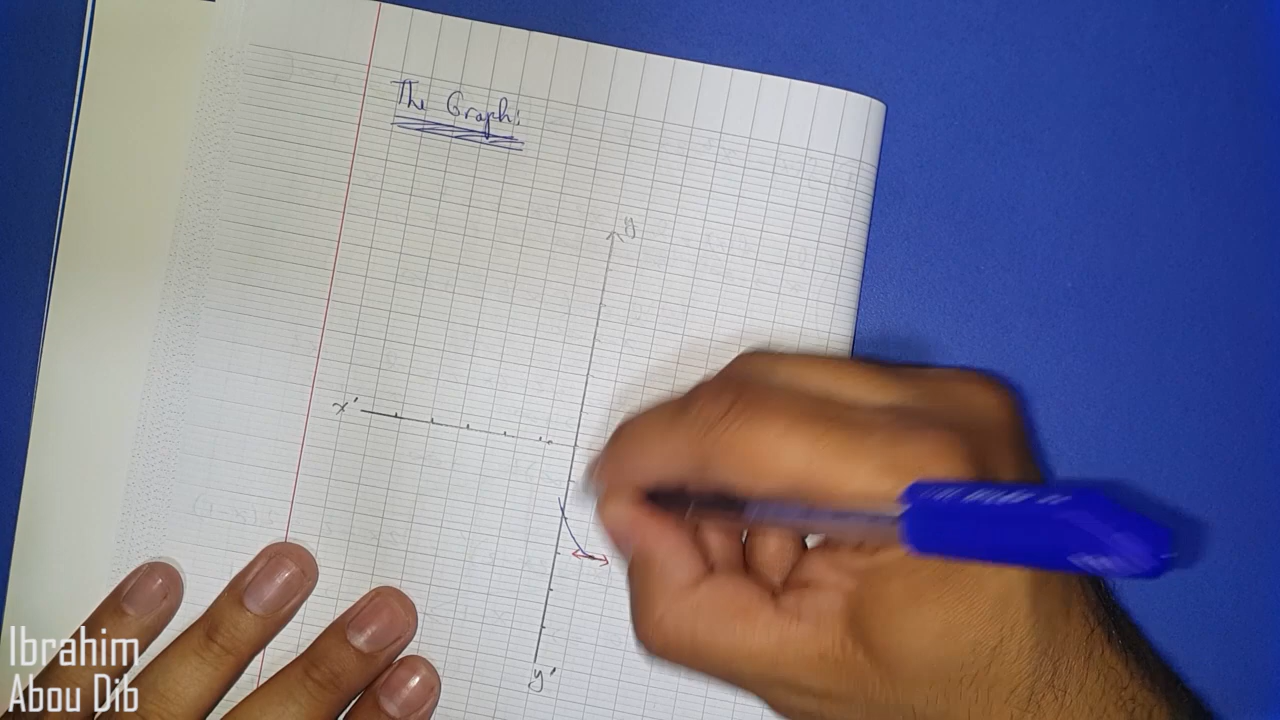 The Graph:
y
x'
y'
Ibrahim
Abou Dib